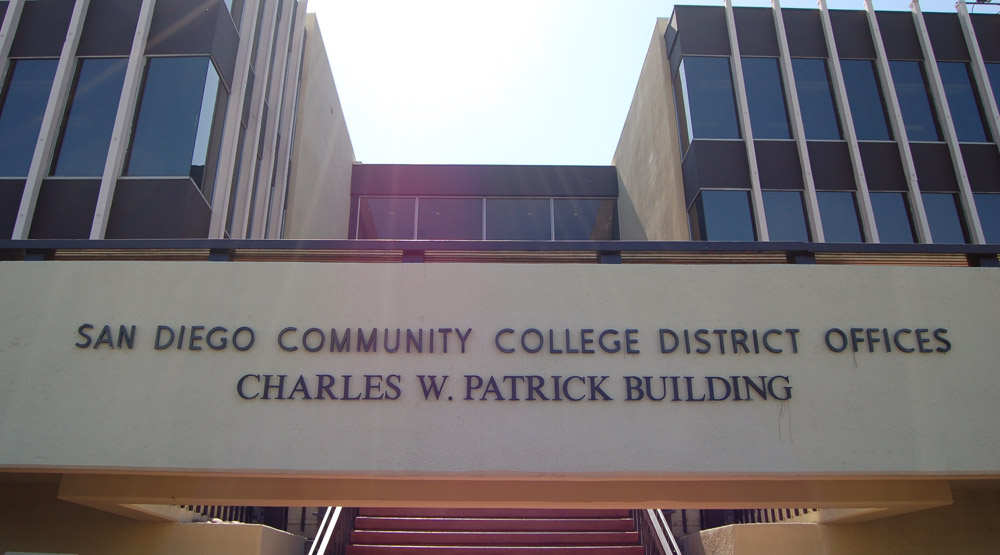 SAN DIEGO COMMUNITY COLLEGE DISTRICT OFFICES
CHARLES W. PATRICK BUILDING